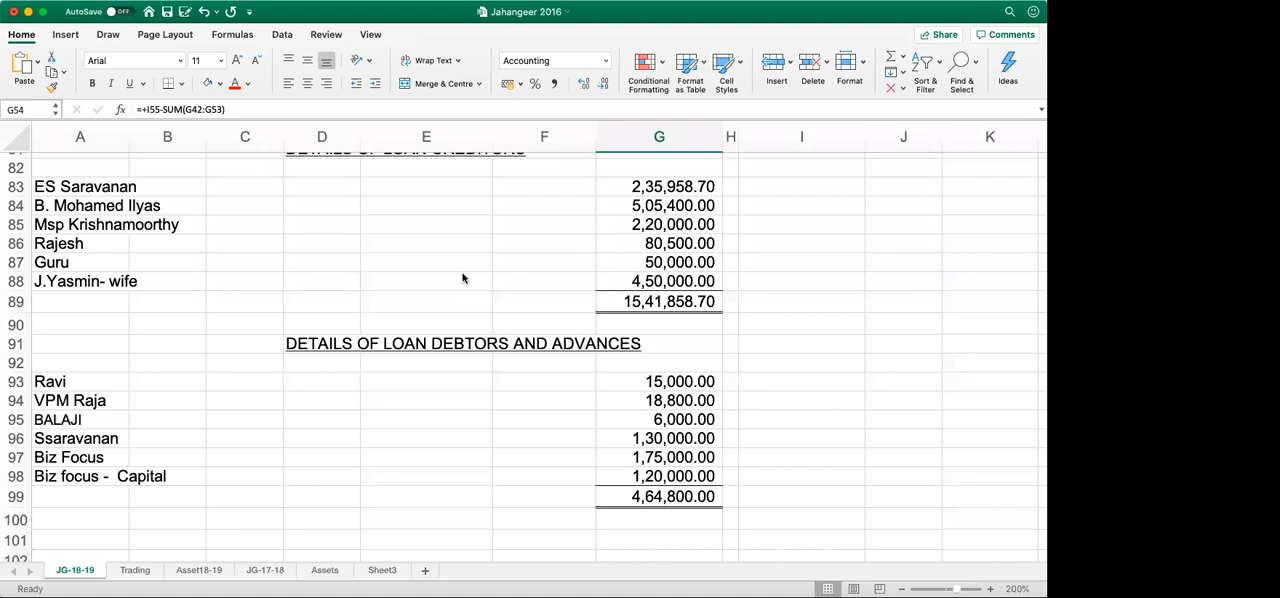 AutoSave OFF Jahangeer 2016
Home Insert Draw Page Layout Formulas Data Review View Share Comments
Paste Arial 11 A^ A˅ B I U A Wrap Text Merge & Centre Accounting % , Conditional Formatting Format as Table Cell Styles Insert Delete Format Sort & Filter Find & Select Ideas
G54 fx =+I55-SUM(G42:G53)
A B C D E F G H I J K
DETAILS OF LOAN CREDITORS
82
83 ES Saravanan 2,35,958.70
84 B. Mohamed Ilyas 5,05,400.00
85 Msp Krishnamoorthy 2,20,000.00
86 Rajesh 80,500.00
87 Guru 50,000.00
88 J.Yasmin- wife 4,50,000.00
89 15,41,858.70
90
91 DETAILS OF LOAN DEBTORS AND ADVANCES
92
93 Ravi 15,000.00
94 VPM Raja 18,800.00
95 BALAJI 6,000.00
96 Ssaravanan 1,30,000.00
97 Biz Focus 1,75,000.00
98 Biz focus - Capital 1,20,000.00
99 4,64,800.00
100
101
102
JG-18-19 Trading Asset18-19 JG-17-18 Assets Sheet3 +
Ready 200%